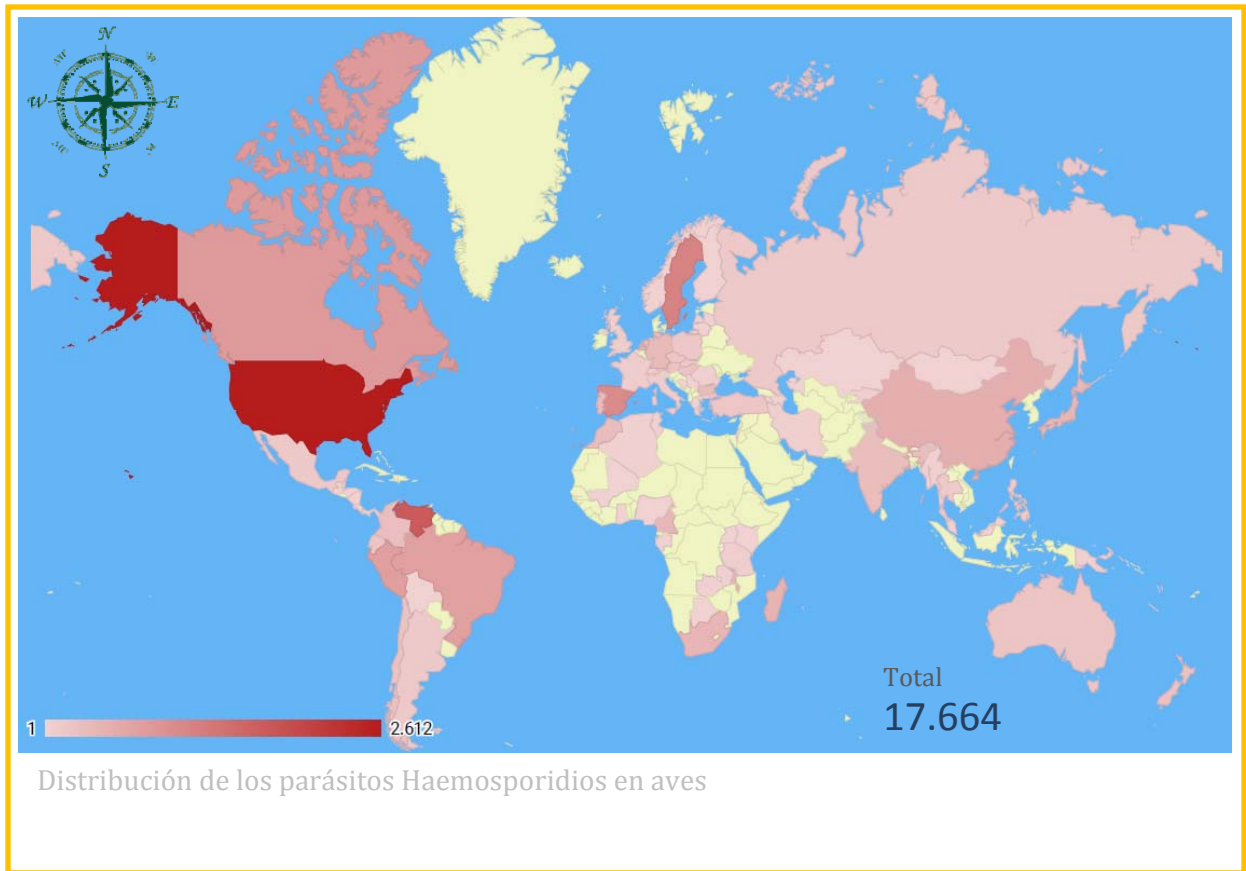 N
W
E
S
Total
17.664
1
2.612
Distribución de los parásitos Haemosporidios en aves